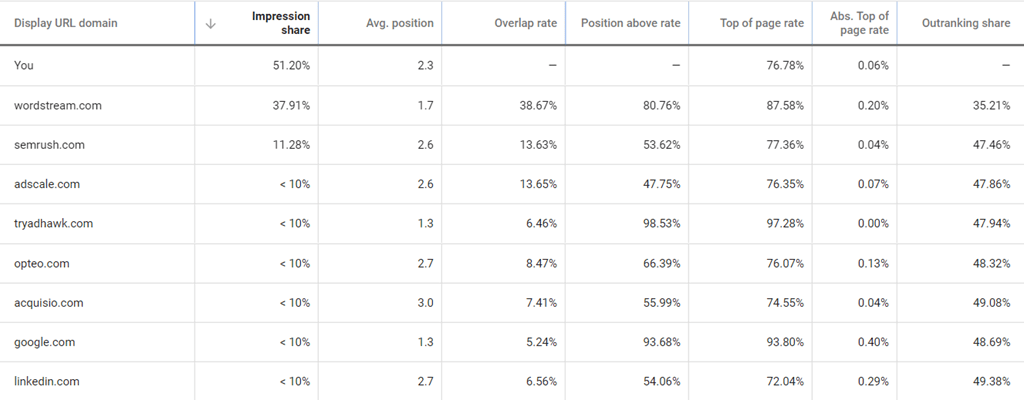 Display URL domain Impression share Avg. position Overlap rate Position above rate Top of page rate Abs. Top of page rate Outranking share
You 51.20% 2.3 — — 76.78% 0.06% —
wordstream.com 37.91% 1.7 38.67% 80.76% 87.58% 0.20% 35.21%
semrush.com 11.28% 2.6 13.63% 53.62% 77.36% 0.04% 47.46%
adscale.com < 10% 2.6 13.65% 47.75% 76.35% 0.07% 47.86%
tryadhawk.com < 10% 1.3 6.46% 98.53% 97.28% 0.00% 47.94%
opteo.com < 10% 2.7 8.47% 66.39% 76.07% 0.13% 48.32%
acquisio.com < 10% 3.0 7.41% 55.99% 74.55% 0.04% 49.08%
google.com < 10% 1.3 5.24% 93.68% 93.80% 0.40% 48.69%
linkedin.com < 10% 2.7 6.56% 54.06% 72.04% 0.29% 49.38%